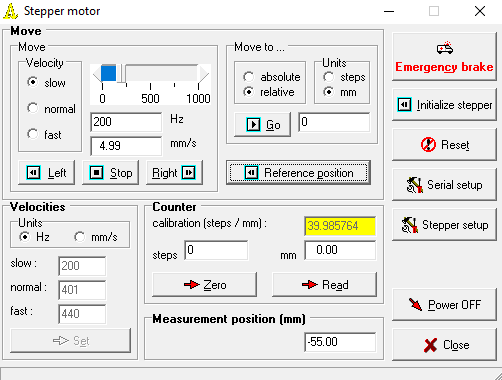 Stepper motor
Move
Move
Velocity
slow
normal
fast
0 500 1000
200 Hz
4.99 mm/s
Left
Stop
Right
Move to ...
absolute
relative
Units
steps
mm
Go
0
Reference position
Emergency brake
Initialize stepper
Reset
Serial setup
Stepper setup
Power OFF
Close
Velocities
Units
Hz
mm/s
slow : 200
normal : 401
fast : 440
Set
Counter
calibration (steps / mm) : 39.985764
steps 0 mm 0.00
Zero
Read
Measurement position (mm)
-55.00